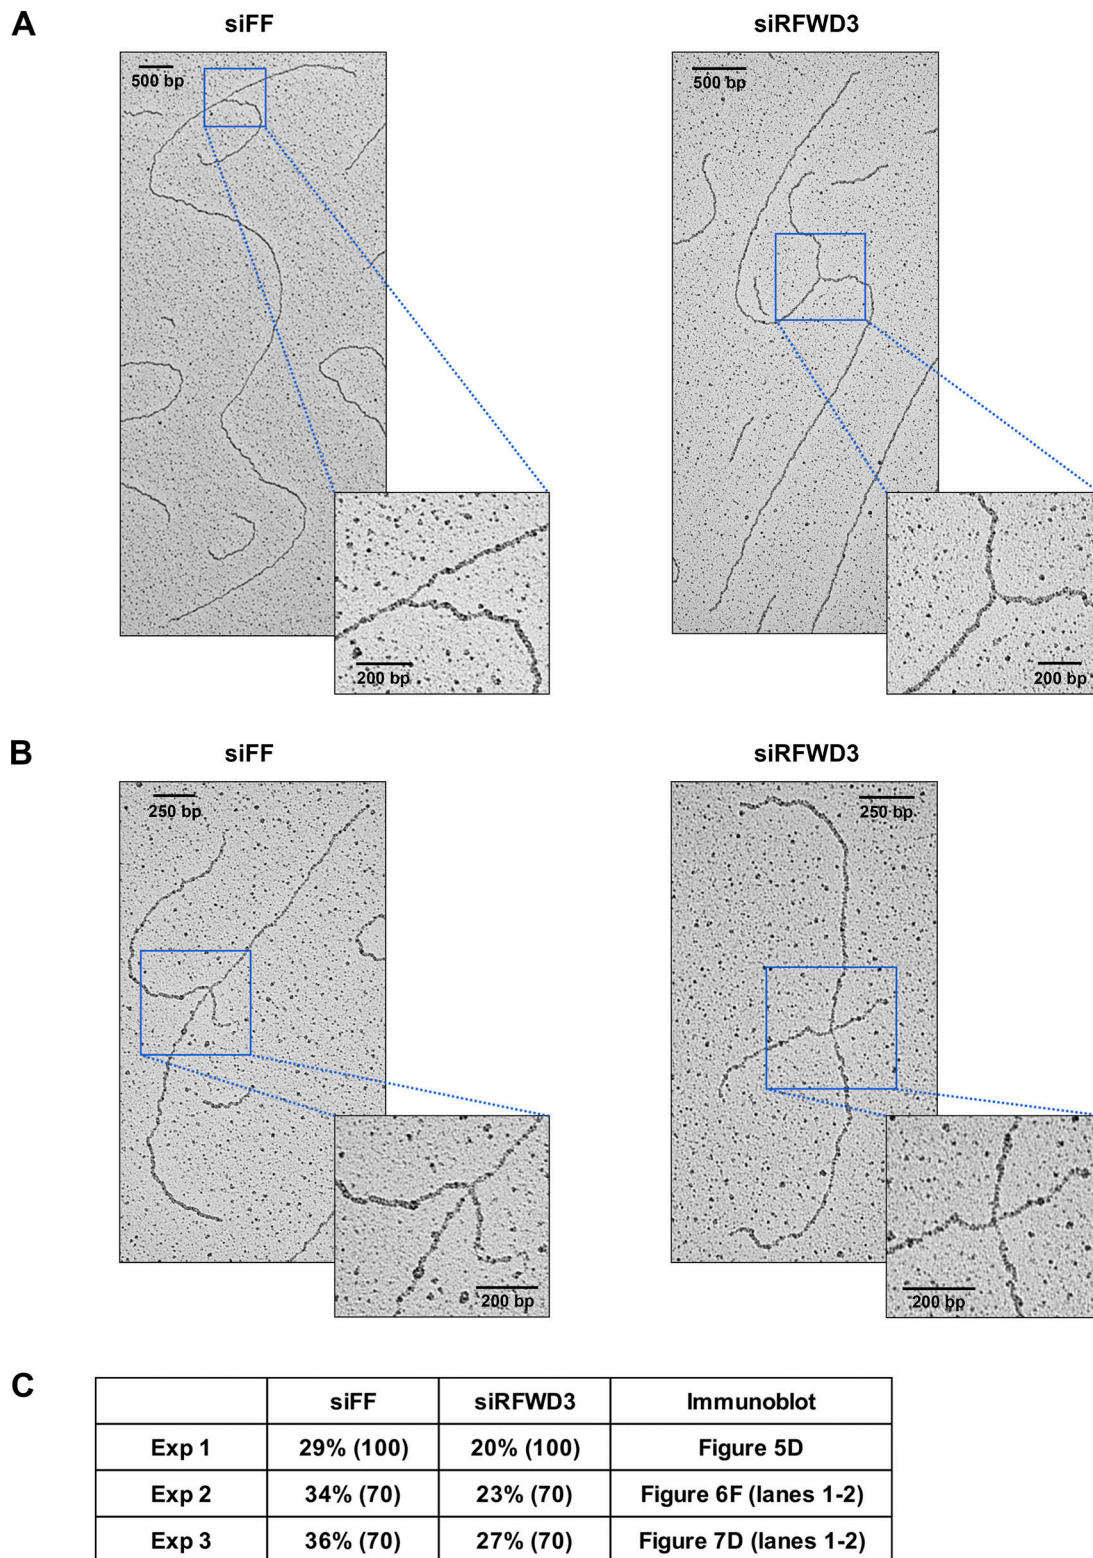 A
siFF
siRFWD3
500 bp
500 bp
200 bp
200 bp
B
siFF
siRFWD3
250 bp
250 bp
200 bp
200 bp
C
siFF siRFWD3 Immunoblot
Exp 1 29% (100) 20% (100) Figure 5D
Exp 2 34% (70) 23% (70) Figure 6F (lanes 1-2)
Exp 3 36% (70) 27% (70) Figure 7D (lanes 1-2)